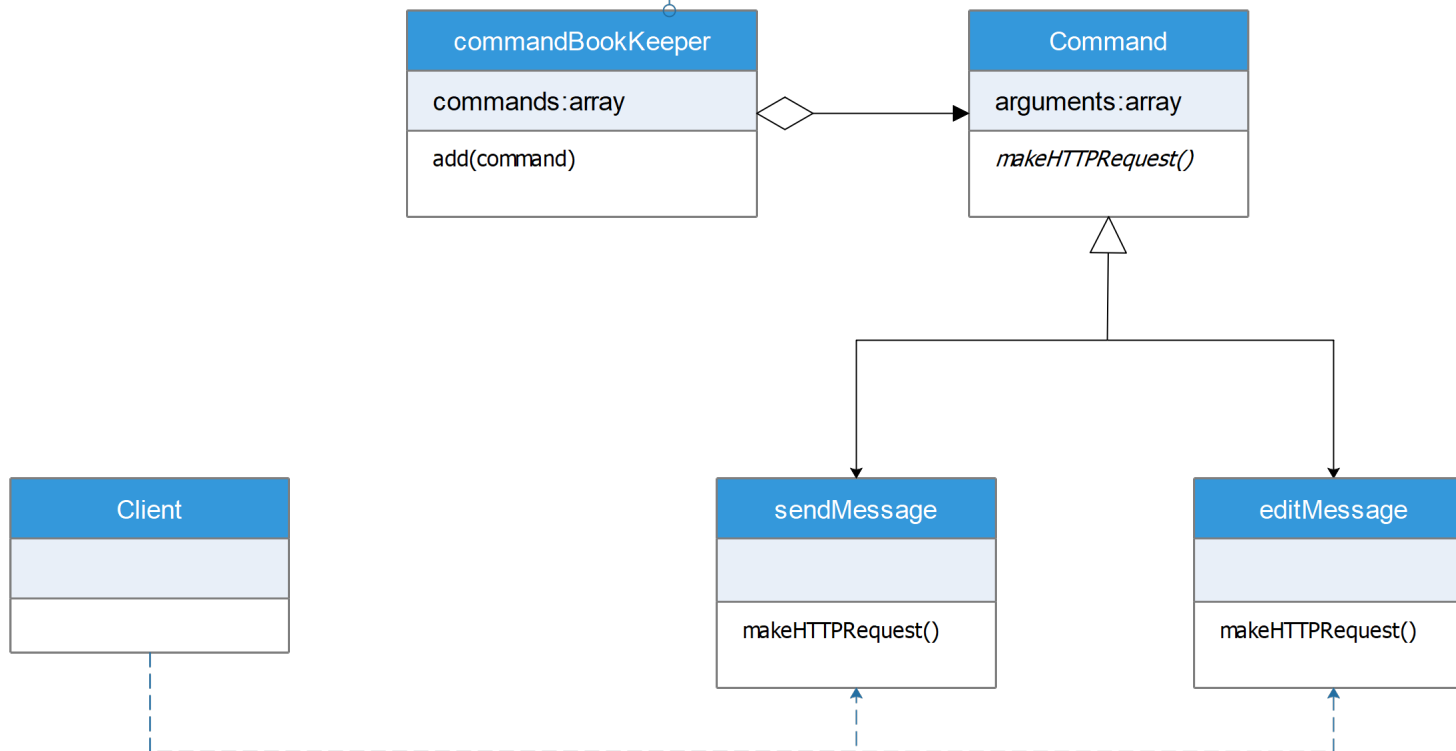 commandBookKeeper
commands:array
add(command)
Command
arguments:array
makeHTTPRequest()
Client
sendMessage
makeHTTPRequest()
editMessage
makeHTTPRequest()